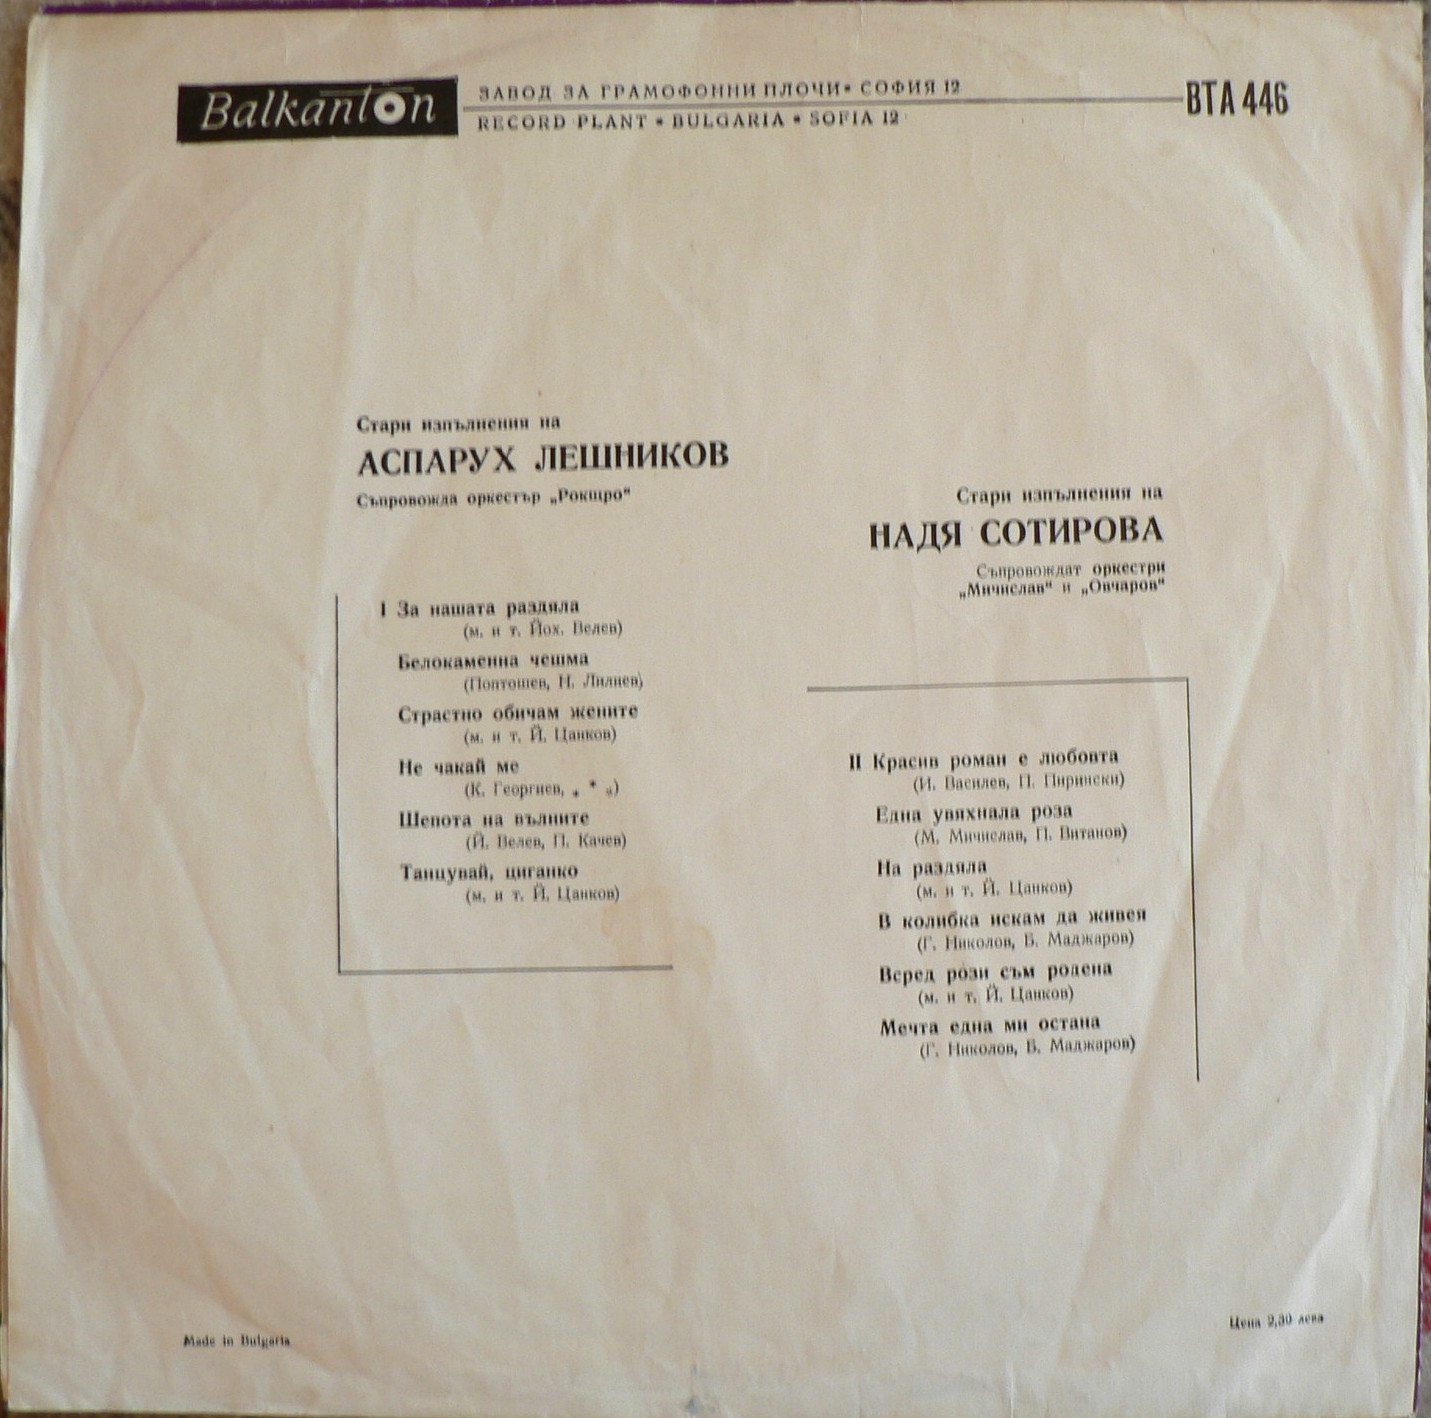 Balkanton
ЗАВОД ЗА ГРАМОФОННИ ПЛОЧИ • СОФИЯ 12
RECORD PLANT • BULGARIA • SOFIA 12
ВТА 446
Стари изпълнения на
АСПАРУХ ЛЕШНИКОВ
Съпровожда оркестър „Рокщро"
I За нашата раздяла
(м. и т. Йох. Велев)
Белокаменна чешма
(Поптошев, Н. Лилиев)
Страстно обичам жените
(м. и т. Й. Цанков)
Не чакай ме
(К. Георгиев, * * *)
Шепота на вълните
(Й. Велев, П. Качев)
Танцувай, циганко
(м. и т. Й. Цанков)
Стари изпълнения на
НАДЯ СОТИРОВА
Съпровождат оркестри
„Мичислав" и „Овчаров"
II Красив роман е любовта
(И. Василев, П. Пирински)
Една увяхнала роза
(М. Мичислав, П. Витанов)
На раздяла
(м. и т. Й. Цанков)
В колибка искам да живея
(Г. Николов, Б. Маджаров)
Всред рози съм родена
(м. и т. Й. Цанков)
Мечта една ми остана
(Г. Николов, Б. Маджаров)
Made in Bulgaria
Цена 2,30 лева